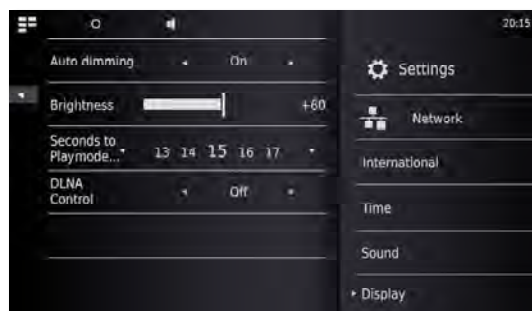 20:15
Auto dimming On
Brightness +60
Seconds to
Playmode... 13 14 15 16 17
DLNA
Control Off
Settings
Network
International
Time
Sound
Display